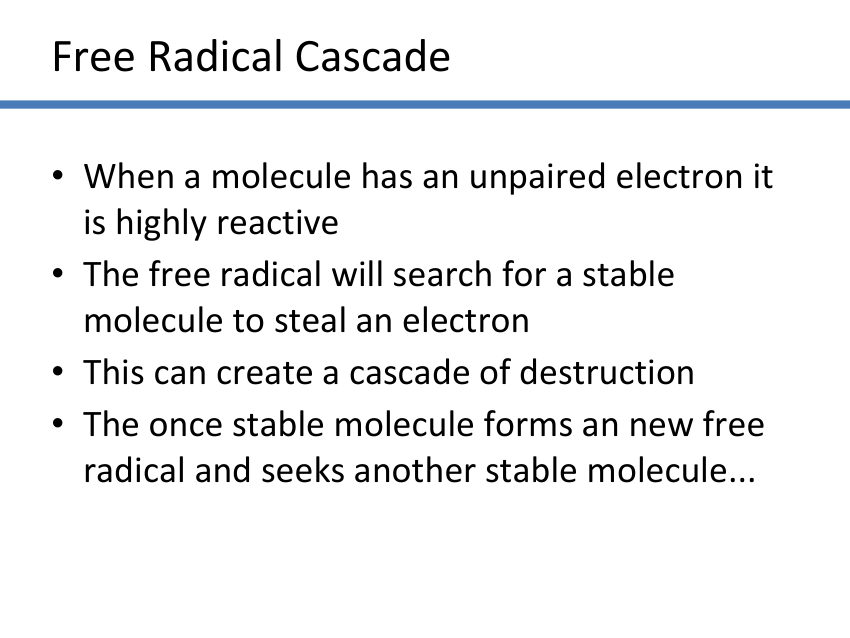 Free Radical Cascade
• When a molecule has an unpaired electron it
is highly reactive
• The free radical will search for a stable
molecule to steal an electron
• This can create a cascade of destruction
• The once stable molecule forms an new free
radical and seeks another stable molecule...